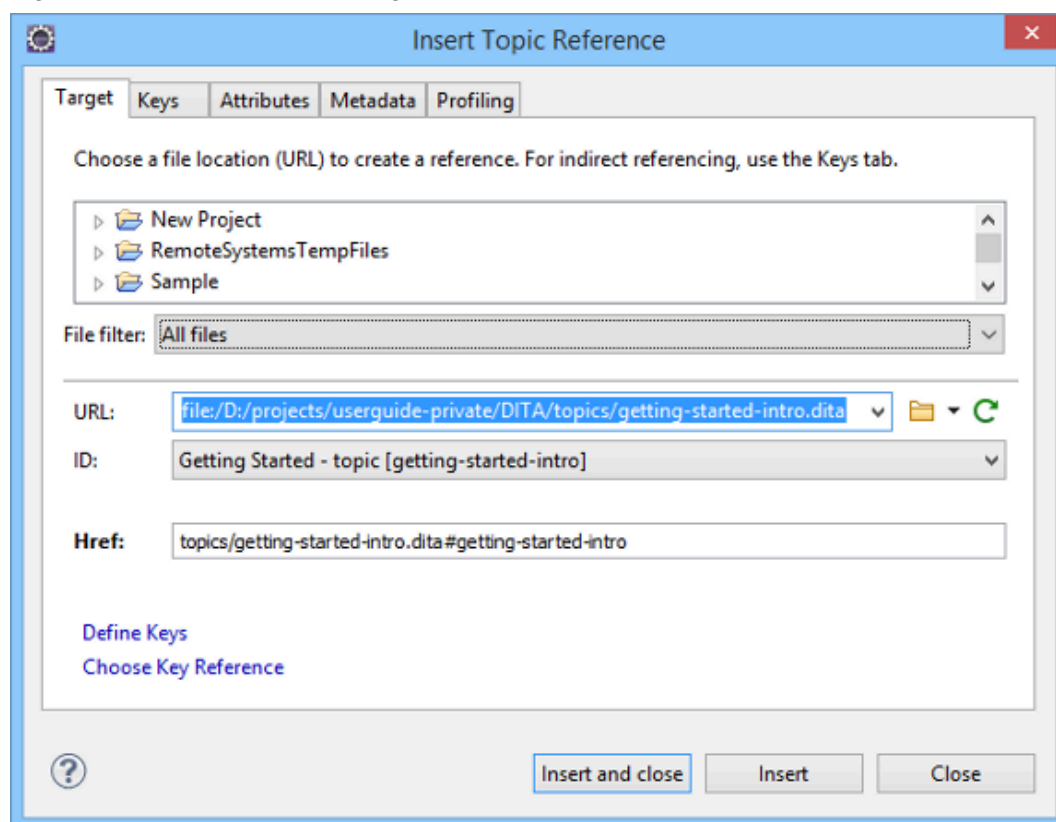 Insert Topic Reference
Target Keys Attributes Metadata Profiling
Choose a file location (URL) to create a reference. For indirect referencing, use the Keys tab.
New Project
RemoteSystemsTempFiles
Sample
File filter: All files
URL: file:/D:/projects/userguide-private/DITA/topics/getting-started-intro.dita
ID: Getting Started - topic [getting-started-intro]
Href: topics/getting-started-intro.dita#getting-started-intro
Define Keys
Choose Key Reference
Insert and close Insert Close